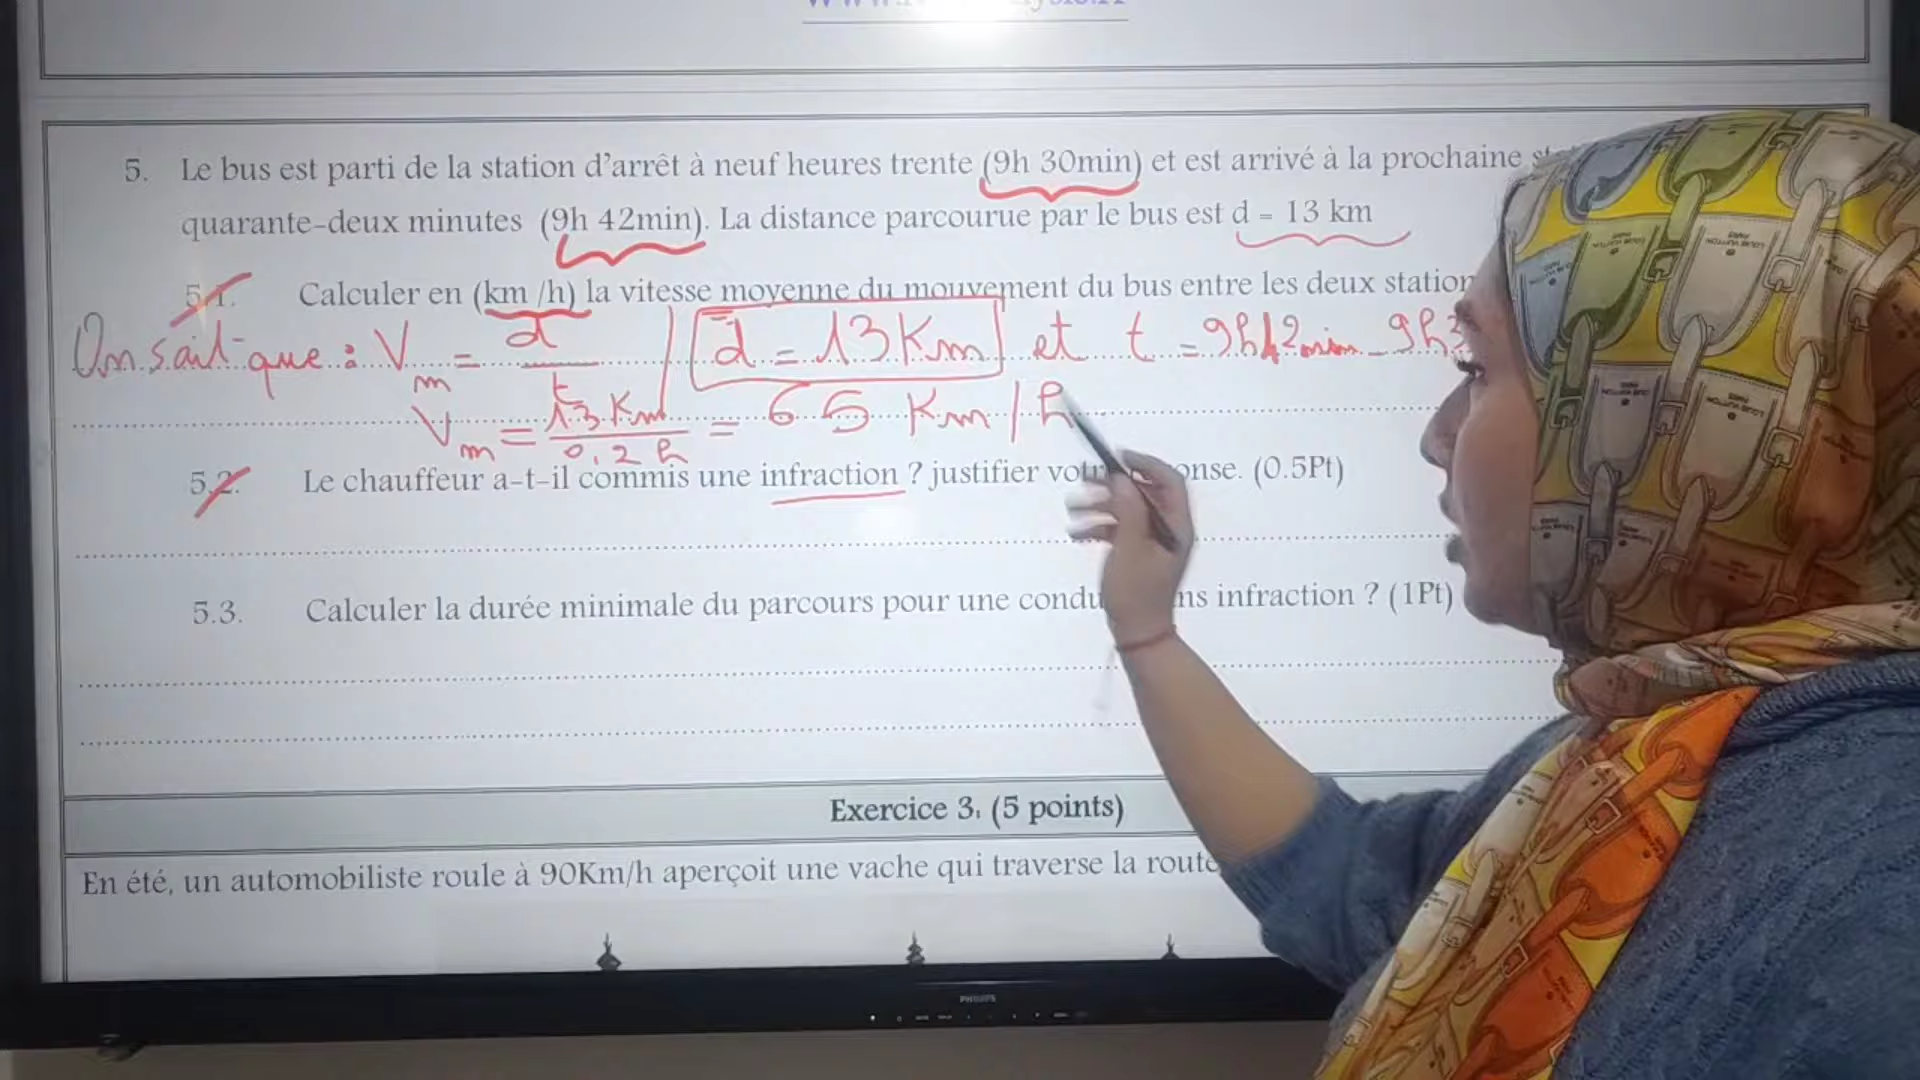 5. Le bus est parti de la station d'arrêt à neuf heures trente (9h 30min) et est arrivé à la prochaine
quarante-deux minutes (9h 42min). La distance parcourue par le bus est d = 13 km
5.1. Calculer en (km /h) la vitesse moyenne du mouvement du bus entre les deux station
On sait que : Vm = d / t d = 13 Km et t = 9h42min - 9h3
Vm = 13 Km / 0,2 h = 65 Km/h
5.2. Le chauffeur a-t-il commis une infraction ? justifier (0.5Pt)
5.3. Calculer la durée minimale du parcours pour une infraction ? (1Pt)
Exercice 3. (5 points)
En été, un automobiliste roule à 90Km/h aperçoit une vache qui traverse la route
PHILIPS